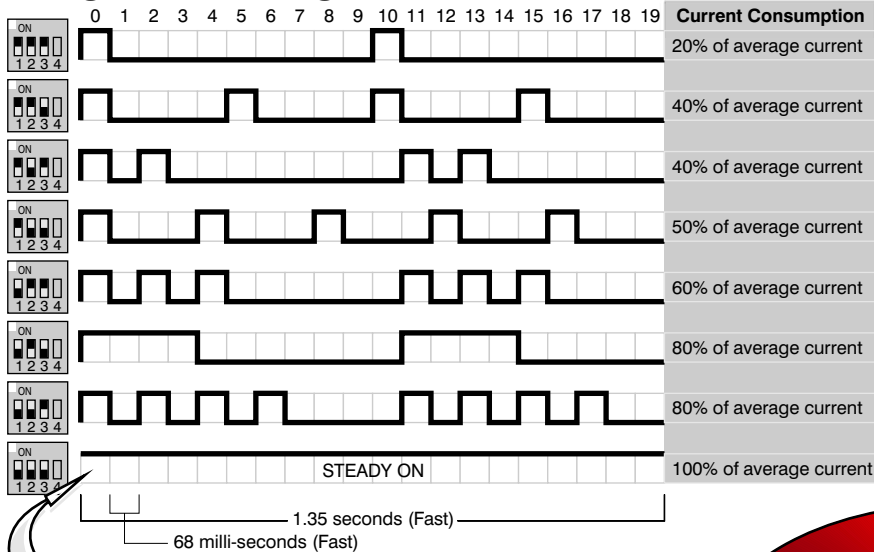 0 1 2 3 4 5 6 7 8 9 10 11 12 13 14 15 16 17 18 19 Current Consumption
ON
1 2 3 4
20% of average current
ON
1 2 3 4
40% of average current
ON
1 2 3 4
40% of average current
ON
1 2 3 4
50% of average current
ON
1 2 3 4
60% of average current
ON
1 2 3 4
80% of average current
ON
1 2 3 4
80% of average current
ON
1 2 3 4
STEADY ON
100% of average current
1.35 seconds (Fast)
68 milli-seconds (Fast)